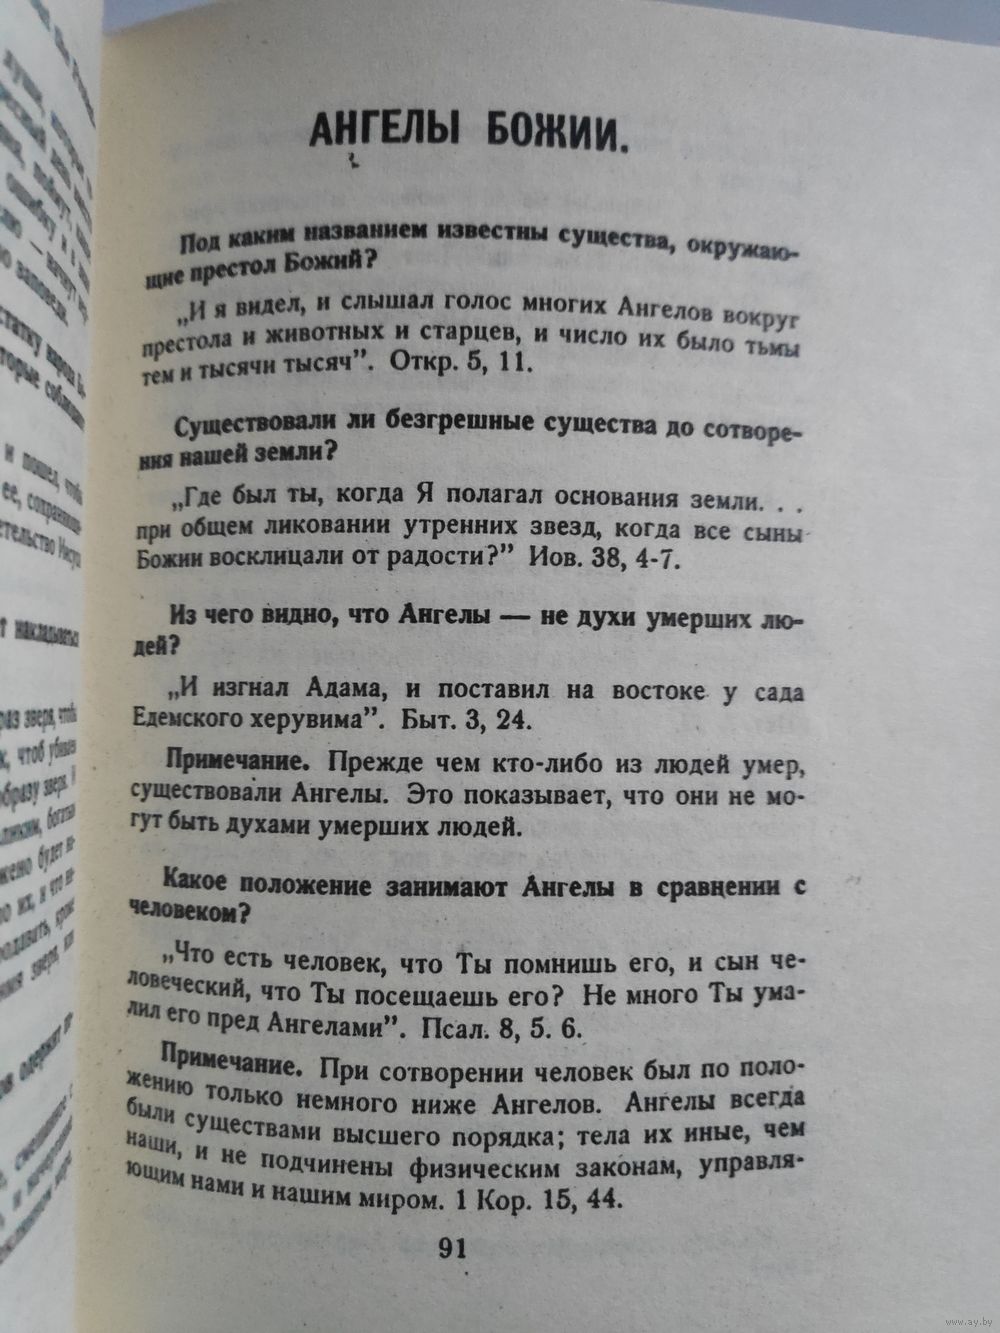 АНГЕЛЫ БОЖИИ.
Под каким названием известны существа, окружаю-
щие престол Божий?
„И я видел, и слышал голос многих Ангелов вокруг
престола и животных и старцев, и число их было тьмы
тем и тысячи тысяч”. Откр. 5, 11.
Существовали ли безгрешные существа до сотворе-
ния нашей земли?
„Где был ты, когда Я полагал основания земли. . .
при общем ликовании утренних звезд, когда все сыны
Божии восклицали от радости?” Иов. 38, 4-7.
Из чего видно, что Ангелы — не духи умерших лю-
дей?
„И изгнал Адама, и поставил на востоке у сада
Едемского херувима”. Быт. 3, 24.
Примечание. Прежде чем кто-либо из людей умер,
существовали Ангелы. Это показывает, что они не мо-
гут быть духами умерших людей.
Какое положение занимают Ангелы в сравнении с
человеком?
„Что есть человек, что Ты помнишь его, и сын че-
ловеческий, что Ты посещаешь его? Не много Ты ума-
лил его пред Ангелами”. Псал. 8, 5. 6.
Примечание. При сотворении человек был по поло-
жению только немного ниже Ангелов. Ангелы всегда
были существами высшего порядка; тела их иные, чем
наши, и не подчинены физическим законам, управля-
ющим нами и нашим миром. 1 Кор. 15, 44.
91
www.ay.by